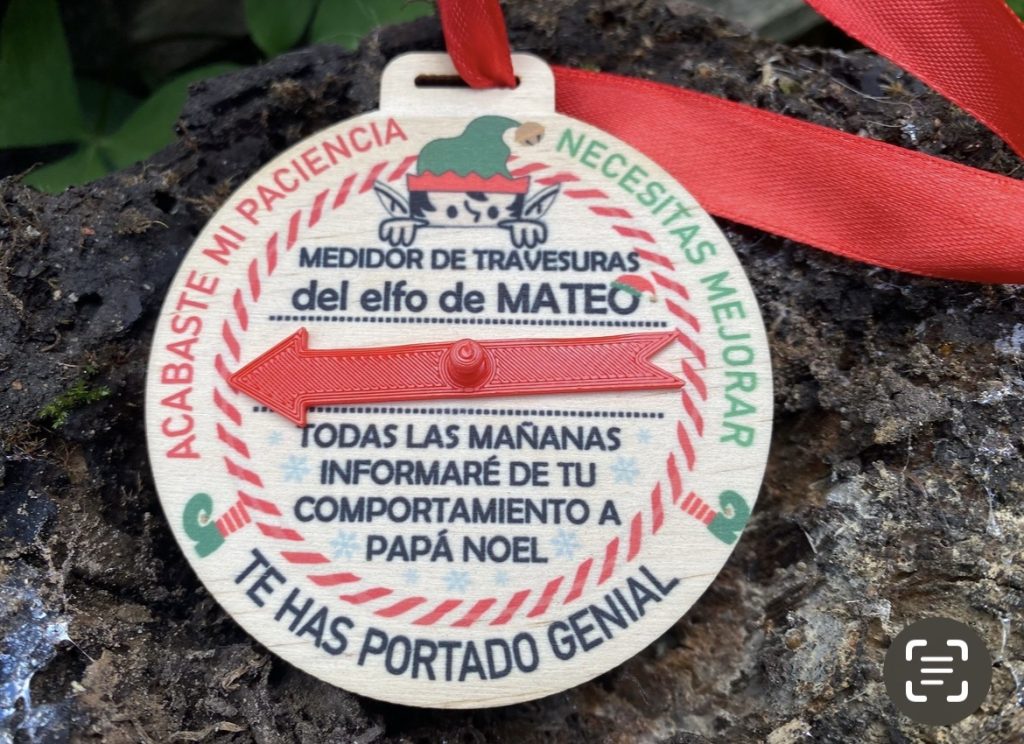 ACABASTE MI PACIENCIA
NECESITAS MEJORAR
MEDIDOR DE TRAVESURAS
del elfo de MATEO
TODAS LAS MAÑANAS
INFORMARÉ DE TU
COMPORTAMIENTO A
PAPÁ NOEL
TE HAS PORTADO GENIAL